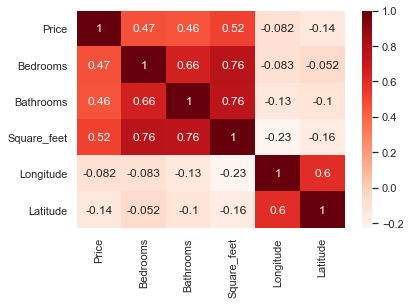 1.0
Price 1 0.47 0.46 0.52 -0.082 -0.14
0.8
Bedrooms 0.47 1 0.66 0.76 -0.083 -0.052
0.6
Bathrooms 0.46 0.66 1 0.76 -0.13 -0.1
0.4
Square_feet 0.52 0.76 0.76 1 -0.23 -0.16
0.2
Longitude -0.082 -0.083 -0.13 -0.23 1 0.6
0.0
Latitude -0.14 -0.052 -0.1 -0.16 0.6 1
-0.2
Price Bedrooms Bathrooms Square_feet Longitude Latitude